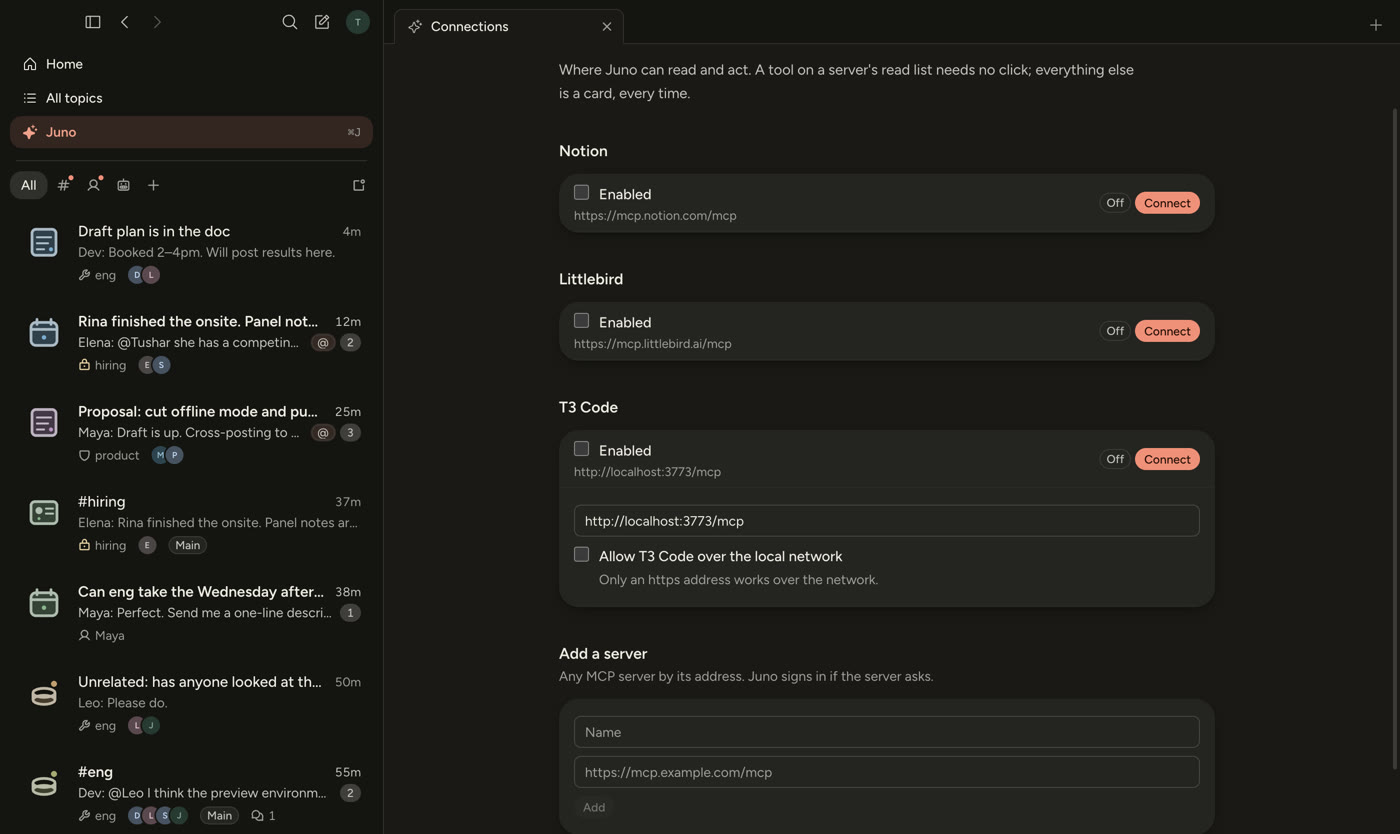 T
Connections
Home
All topics
Juno ⌘J
All
Draft plan is in the doc 4m
Dev: Booked 2–4pm. Will post results here.
eng D L
Rina finished the onsite. Panel not... 12m
Elena: @Tushar she has a competin... @ 2
hiring E S
Proposal: cut offline mode and pu... 25m
Maya: Draft is up. Cross-posting to ... @ 3
product M P
#hiring 37m
Elena: Rina finished the onsite. Panel notes ar...
hiring E Main
Can eng take the Wednesday after... 38m
Maya: Perfect. Send me a one-line descri... 1
Maya
Unrelated: has anyone looked at th... 50m
Leo: Please do.
eng L J
#eng 55m
Dev: @Leo I think the preview environm... 2
eng D L S J Main 1
Where Juno can read and act. A tool on a server's read list needs no click; everything else
is a card, every time.
Notion
Enabled
https://mcp.notion.com/mcp
Off Connect
Littlebird
Enabled
https://mcp.littlebird.ai/mcp
Off Connect
T3 Code
Enabled
http://localhost:3773/mcp
Off Connect
http://localhost:3773/mcp
Allow T3 Code over the local network
Only an https address works over the network.
Add a server
Any MCP server by its address. Juno signs in if the server asks.
Name
https://mcp.example.com/mcp
Add